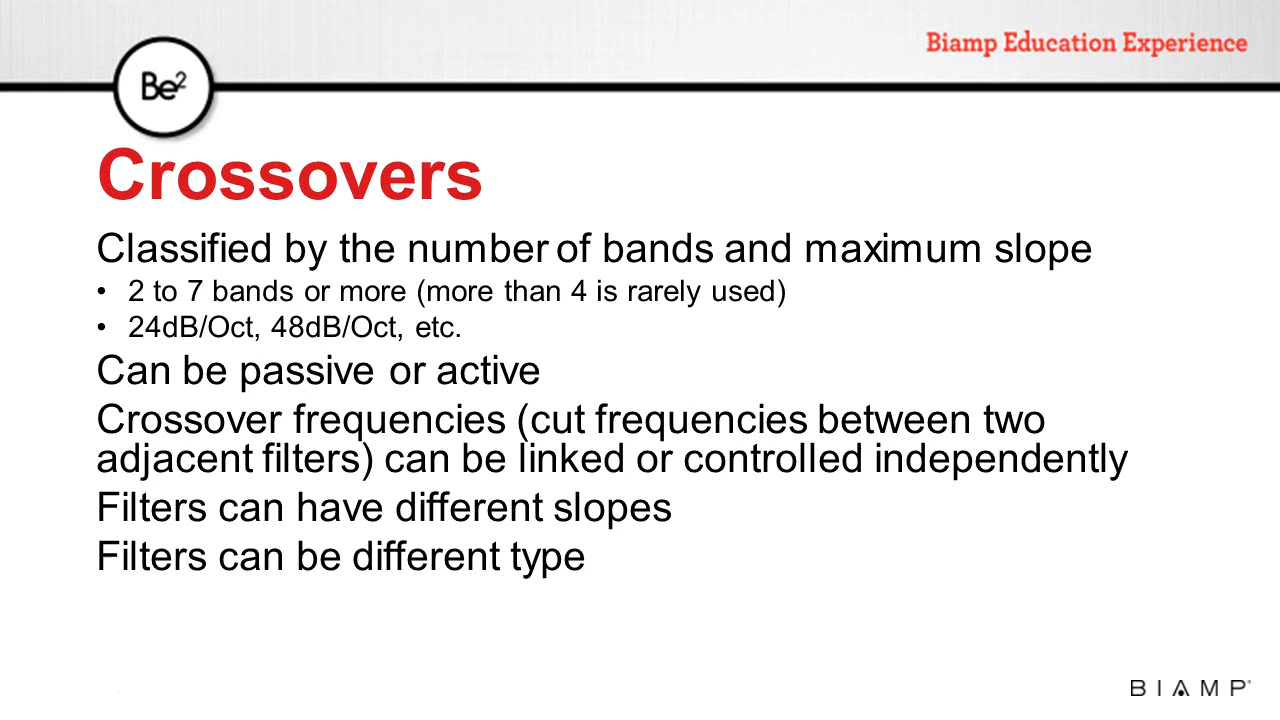 Biamp Education Experience
Be²
Crossovers
Classified by the number of bands and maximum slope
• 2 to 7 bands or more (more than 4 is rarely used)
• 24dB/Oct, 48dB/Oct, etc.
Can be passive or active
Crossover frequencies (cut frequencies between two
adjacent filters) can be linked or controlled independently
Filters can have different slopes
Filters can be different type
BIAMP®